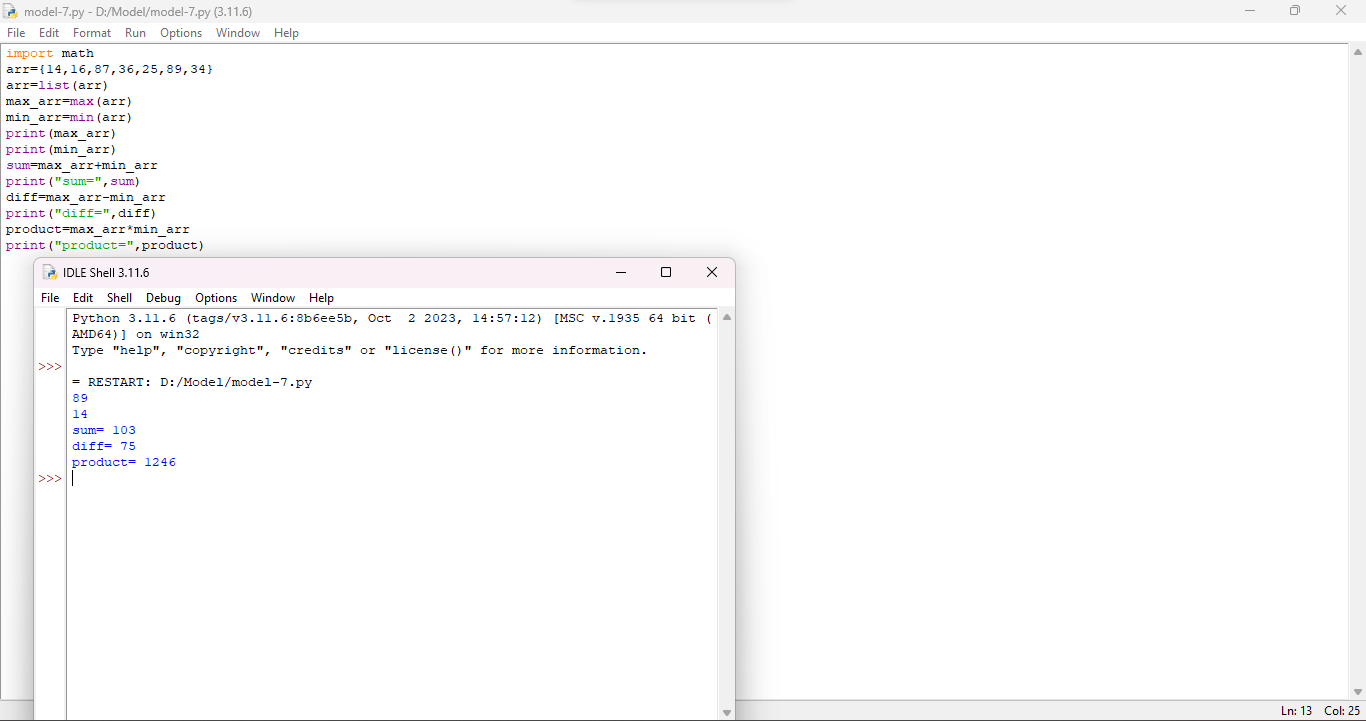 model-7.py - D:/Model/model-7.py (3.11.6)
File Edit Format Run Options Window Help
import math
arr={14,16,87,36,25,89,34}
arr=list(arr)
max_arr=max(arr)
min_arr=min(arr)
print(max_arr)
print(min_arr)
sum=max_arr+min_arr
print("sum=",sum)
diff=max_arr-min_arr
print("diff=",diff)
product=max_arr*min_arr
print("product=",product)
IDLE Shell 3.11.6
File Edit Shell Debug Options Window Help
Python 3.11.6 (tags/v3.11.6:8b6ee5b, Oct  2 2023, 14:57:12) [MSC v.1935 64 bit (
AMD64)] on win32
Type "help", "copyright", "credits" or "license()" for more information.
>>>
= RESTART: D:/Model/model-7.py
89
14
sum= 103
diff= 75
product= 1246
>>>
Ln: 13 Col: 25